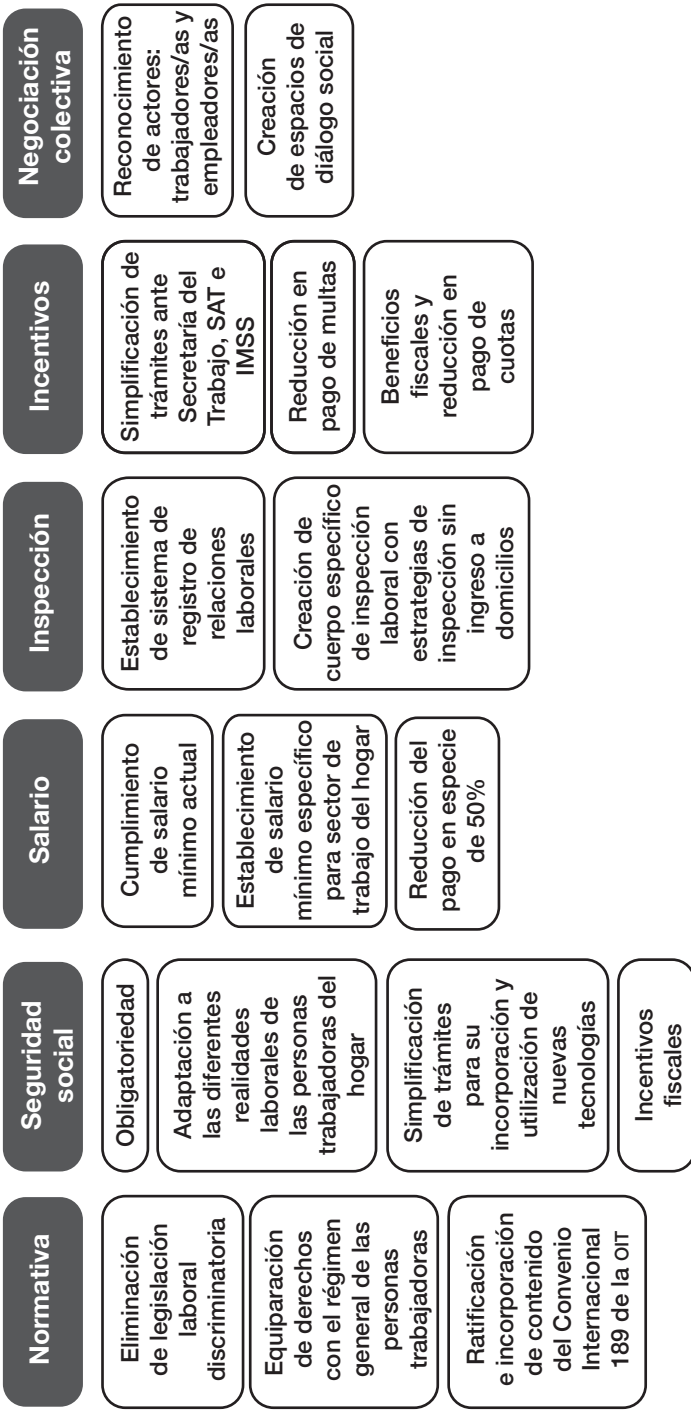 Normativa
Eliminación
de legislación
laboral
discriminatoria
Equiparación
de derechos
con el régimen
general de las
personas
trabajadoras
Ratificación
e incorporación
de contenido
del Convenio
Internacional
189 de la OIT
Seguridad
social
Obligatoriedad
Adaptación a
las diferentes
realidades
laborales de
las personas
trabajadoras del
hogar
Simplificación
de trámites
para su
incorporación y
utilización de
nuevas
tecnologías
Incentivos
fiscales
Salario
Cumplimiento
de salario
mínimo actual
Establecimiento
de salario
mínimo específico
para sector de
trabajo del hogar
Reducción del
pago en especie
de 50%
Inspección
Establecimiento
de sistema de
registro de
relaciones
laborales
Creación de
cuerpo específico
de inspección
laboral con
estrategias de
inspección sin
ingreso a
domicilios
Incentivos
Simplificación de
trámites ante
Secretaría del
Trabajo, SAT e
IMSS
Reducción en
pago de multas
Beneficios
fiscales y
reducción en
pago de
cuotas
Negociación
colectiva
Reconocimiento
de actores:
trabajadores/as y
empleadores/as
Creación
de espacios de
diálogo social